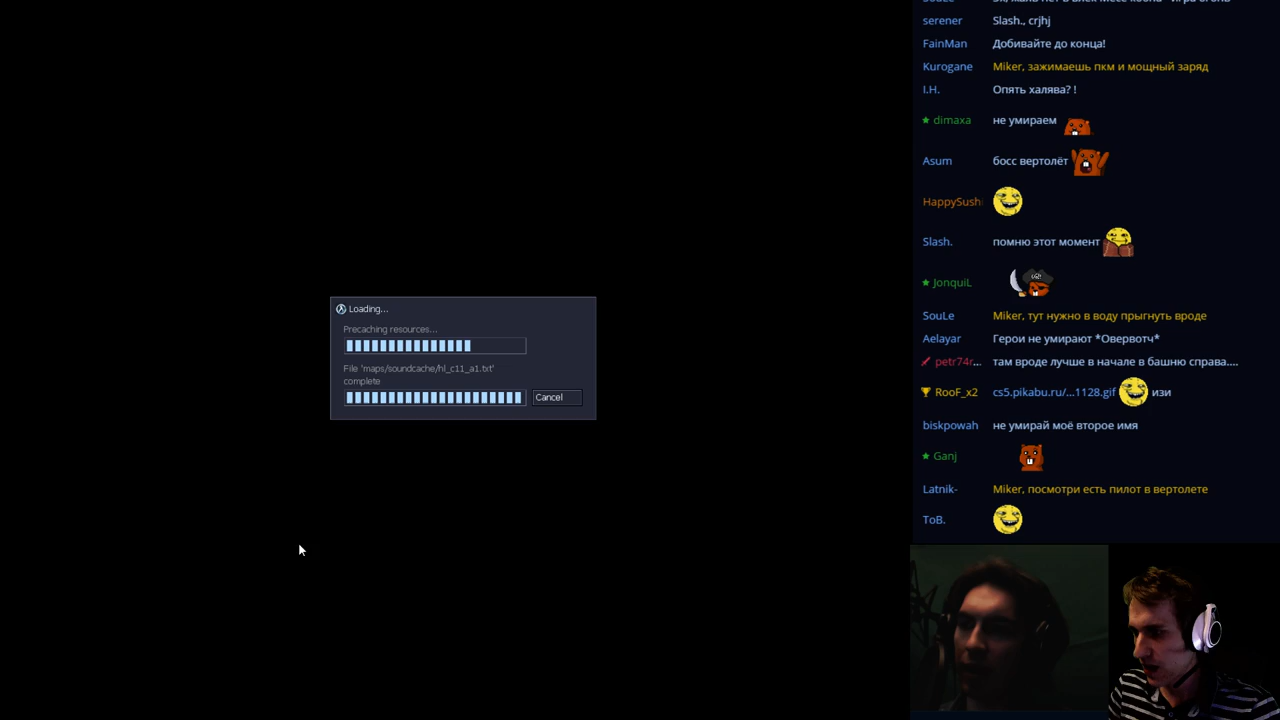 serener Slash., crjhj
FainMan Добивайте до конца!
Kurogane Miker, зажимаешь пкм и мощный заряд
I.H. Опять халява? !
dimaxa не умираем
Asum босс вертолёт
HappySushi
Slash. помню этот момент
JonquiL
SouLe Miker, тут нужно в воду прыгнуть вроде
Aelayar Герои не умирают *Овервотч*
petr74r... там вроде лучше в начале в башню справа....
RooF_x2 cs5.pikabu.ru/...1128.gif изи
biskpowah не умирай моё второе имя
Ganj
Latnik- Miker, посмотри есть пилот в вертолете
ToB.
Loading...
Precaching resources...
File 'maps/soundcache/hl_c11_a1.txt'
complete
Cancel